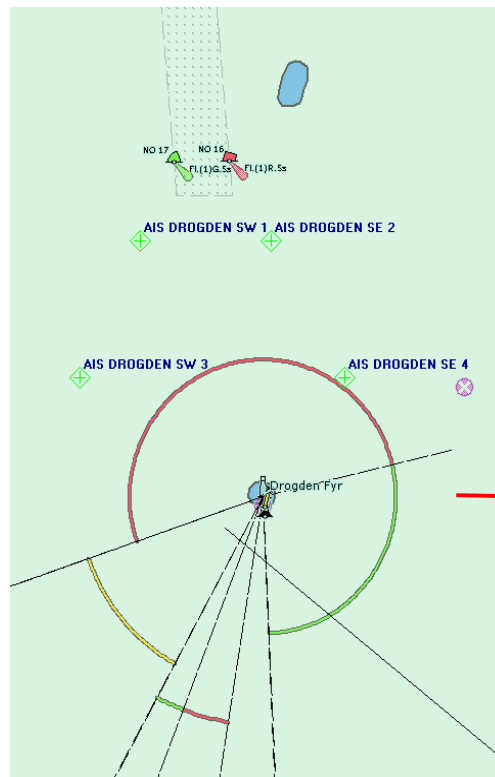 NO 17
NO 16
Fl.(1)G.5s
Fl.(1)R.5s
AIS DROGDEN SW 1
AIS DROGDEN SE 2
AIS DROGDEN SW 3
AIS DROGDEN SE 4
Drogden Fyr